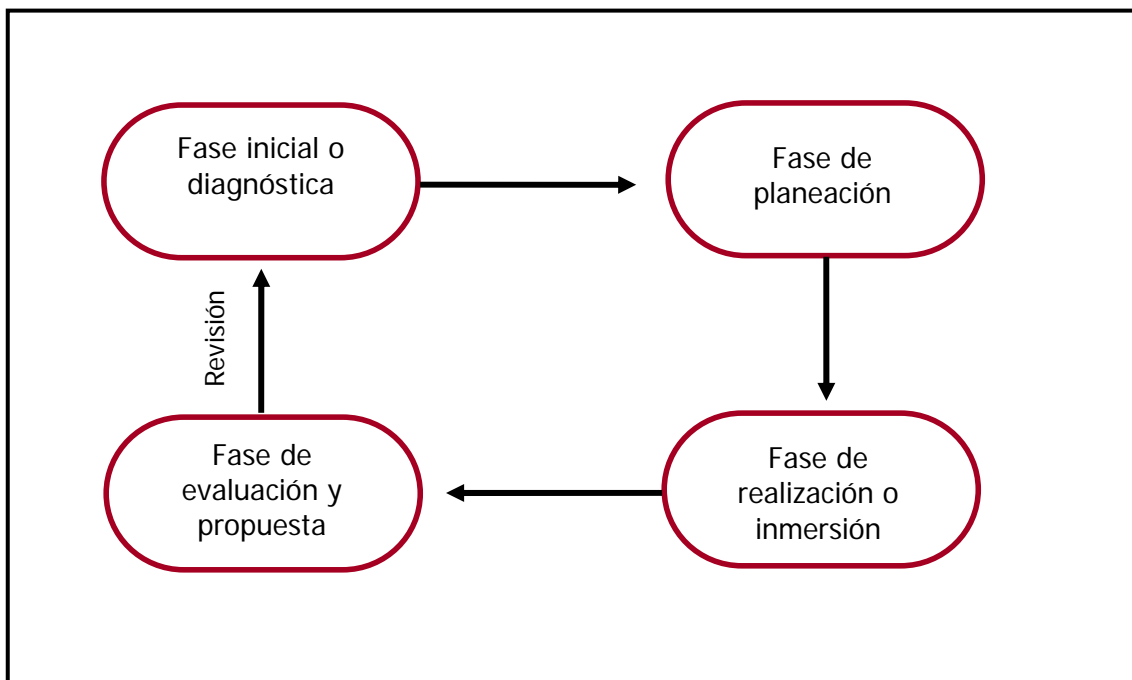 Fase inicial o
diagnóstica
Fase de
planeación
Revisión
Fase de
evaluación y
propuesta
Fase de
realización o
inmersión